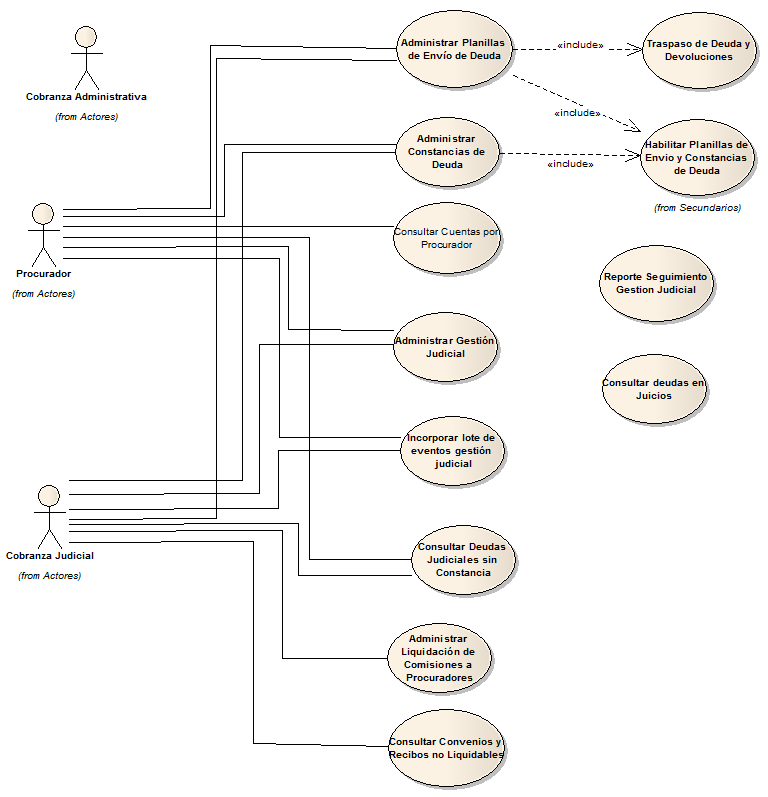 Cobranza Administrativa
(from Actores)
Administrar Planillas
de Envío de Deuda
«include»
Traspaso de Deuda y
Devoluciones
«include»
Administrar
Constancias de
Deuda
«include»
Habilitar Planillas de
Envio y Constancias
de Deuda
(from Secundarios)
Procurador
(from Actores)
Consultar Cuentas por
Procurador
Reporte Seguimiento
Gestion Judicial
Administrar Gestión
Judicial
Consultar deudas en
Juicios
Incorporar lote de
eventos gestión
judicial
Cobranza Judicial
(from Actores)
Consultar Deudas
Judiciales sin
Constancia
Administrar
Liquidación de
Comisiones a
Procuradores
Consultar Convenios y
Recibos no Liquidables